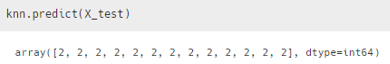 knn.predict(X_test)
array([2, 2, 2, 2, 2, 2, 2, 2, 2, 2, 2, 2, 2], dtype=int64)